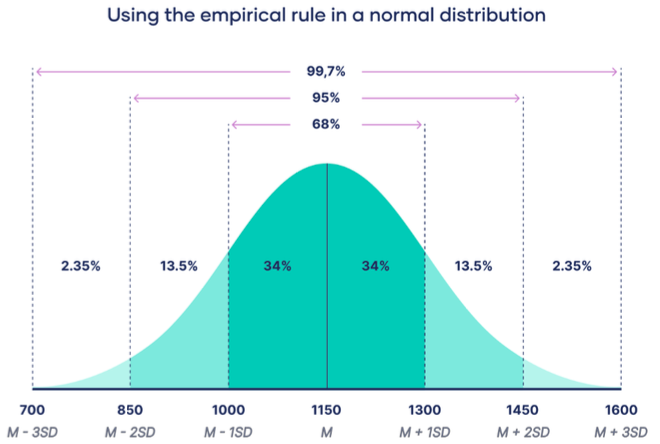 Using the empirical rule in a normal distribution
99,7%
95%
68%
2.35% 13.5% 34% 34% 13.5% 2.35%
700 850 1000 1150 1300 1450 1600
M - 3SD M - 2SD M - 1SD M M + 1SD M + 2SD M + 3SD